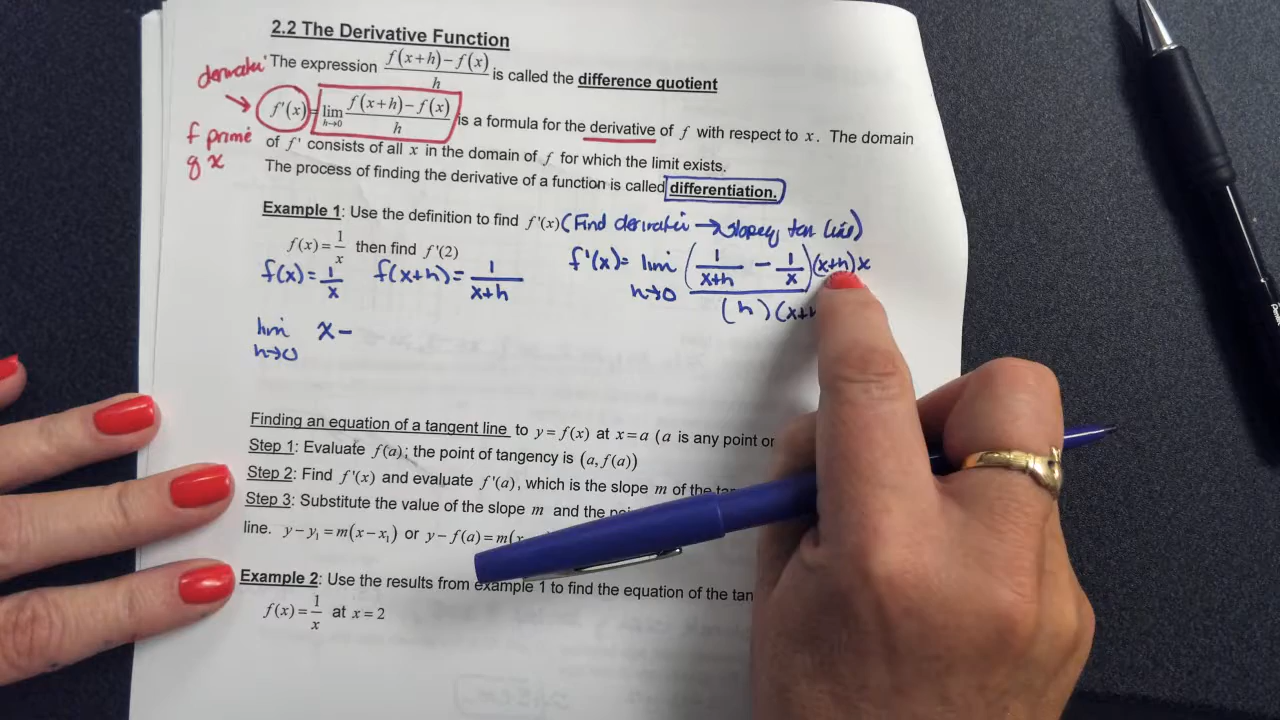 2.2 The Derivative Function
The expression f(x+h)−f(x)/h is called the difference quotient
f'(x) = lim h→0 f(x+h)−f(x)/h is a formula for the derivative of f with respect to x. The domain
f prime
of f' consists of all x in the domain of f for which the limit exists.
g x
The process of finding the derivative of a function is called differentiation.
Example 1: Use the definition to find f'(x) (Find derivative → slope tan line)
f(x)=1/x then find f'(2)
f(x)=1/x f(x+h)=1/x+h f'(x)= lim h→0 (1/x+h − 1/x)(x+h)x
(h)(x+
lim h→0 x−
Finding an equation of a tangent line to y=f(x) at x=a (a is any point or
Step 1: Evaluate f(a); the point of tangency is (a, f(a))
Step 2: Find f'(x) and evaluate f'(a), which is the slope m of the
Step 3: Substitute the value of the slope m and the
line. y−y₁=m(x−x₁) or y−f(a)=m(x
Example 2: Use the results from example 1 to find the equation of the tan
f(x)=1/x at x=2